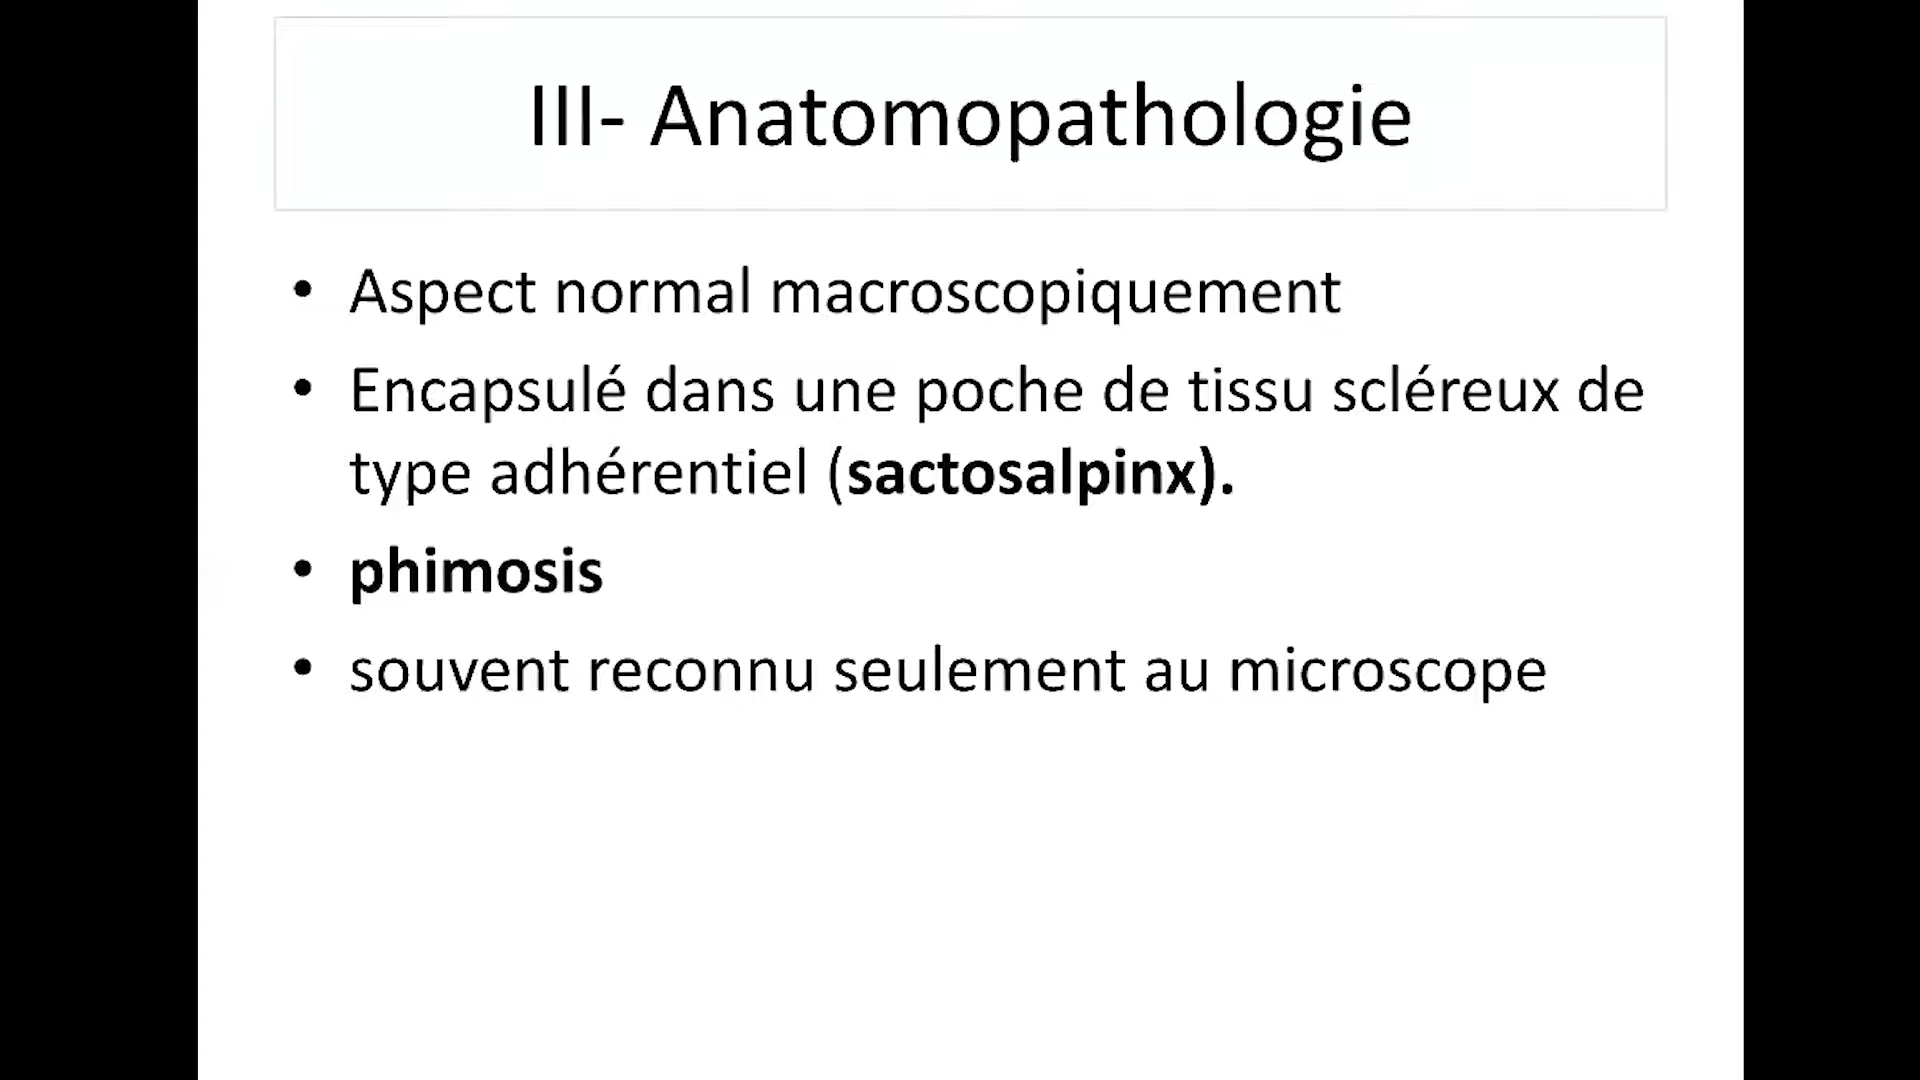 III- Anatomopathologie
• Aspect normal macroscopiquement
• Encapsulé dans une poche de tissu scléreux de
type adhérentiel (sactosalpinx).
• phimosis
• souvent reconnu seulement au microscope